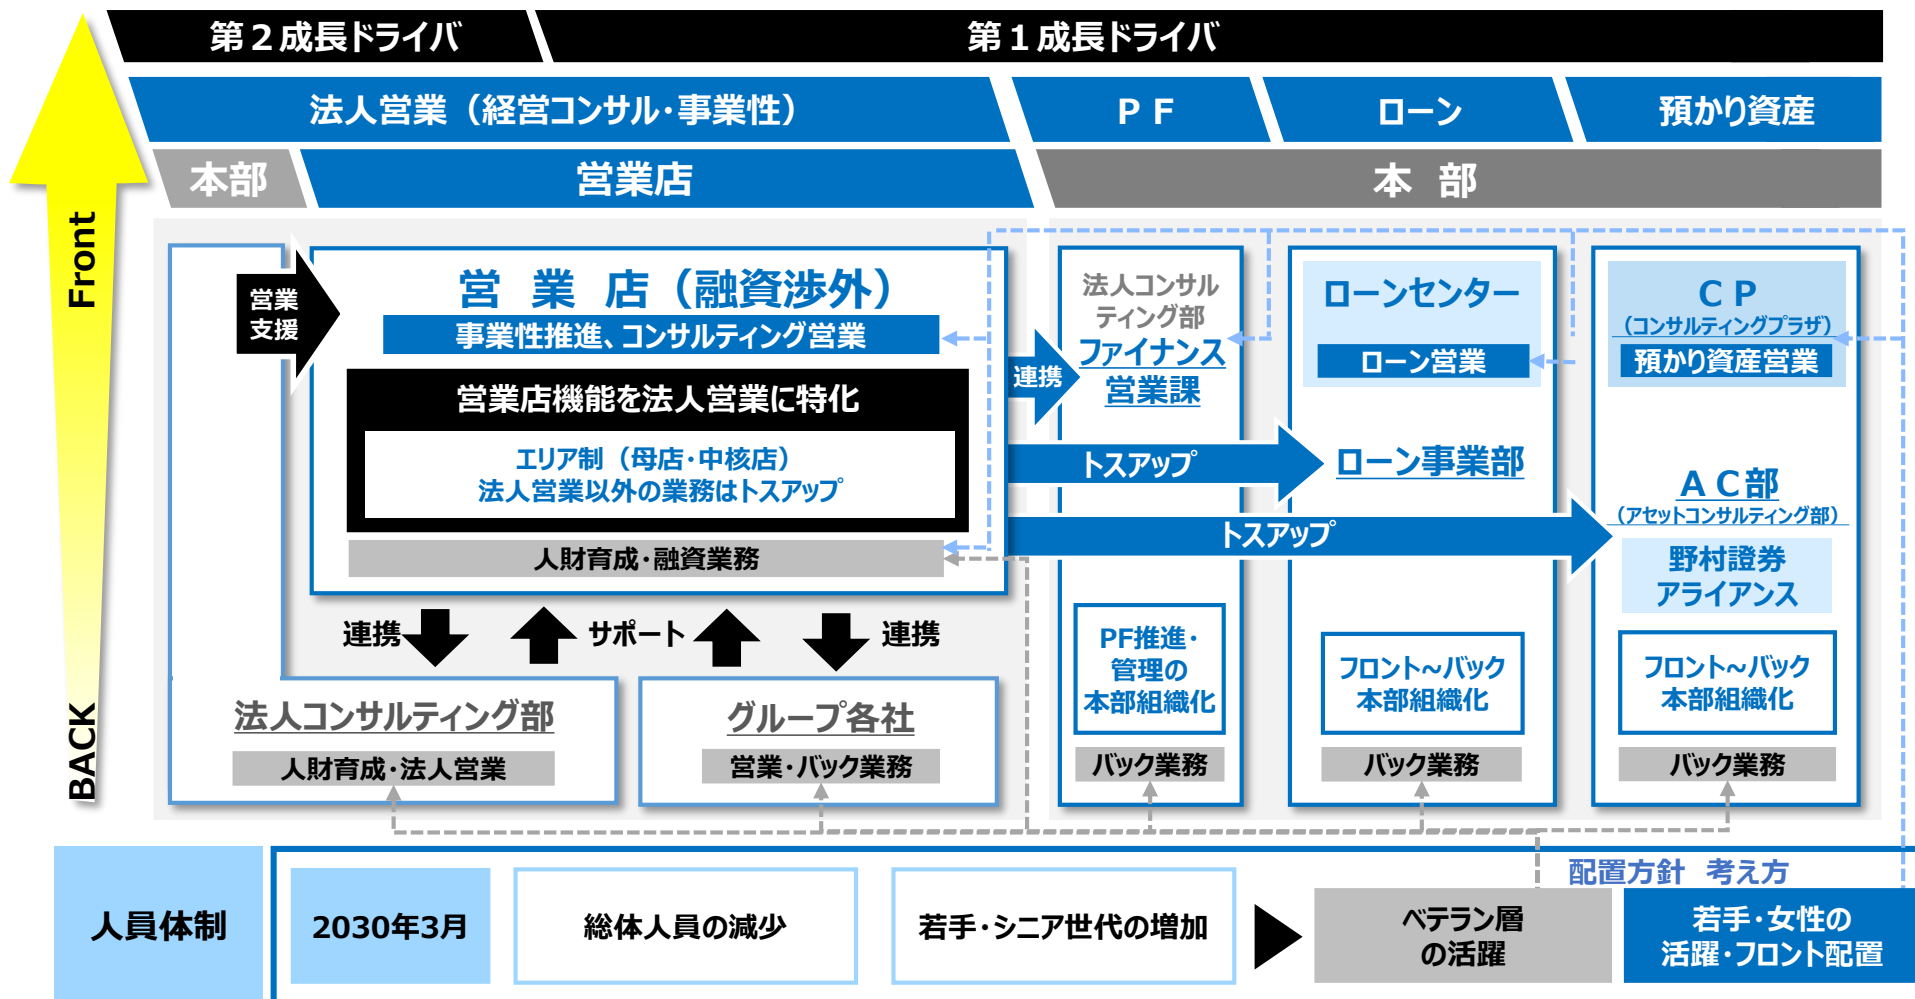 第２成長ドライバ
第１成長ドライバ
法人営業（経営コンサル・事業性）
ＰＦ
ローン
預かり資産
本部
営業店
本 部
Front
BACK
営業
支援
営 業 店（融資渉外）
事業性推進、コンサルティング営業
営業店機能を法人営業に特化
エリア制（母店・中核店）
法人営業以外の業務はトスアップ
人財育成・融資業務
連携
トスアップ
トスアップ
法人コンサル
ティング部
ファイナンス
営業課
ローンセンター
ローン営業
ローン事業部
ＣＰ
（コンサルティングプラザ）
預かり資産営業
ＡＣ部
（アセットコンサルティング部）
野村證券
アライアンス
連携
サポート
連携
法人コンサルティング部
人財育成・法人営業
グループ各社
営業・バック業務
PF推進・
管理の
本部組織化
バック業務
フロント～バック
本部組織化
バック業務
フロント～バック
本部組織化
バック業務
配置方針 考え方
人員体制
2030年3月
総体人員の減少
若手・シニア世代の増加
ベテラン層
の活躍
若手・女性の
活躍・フロント配置